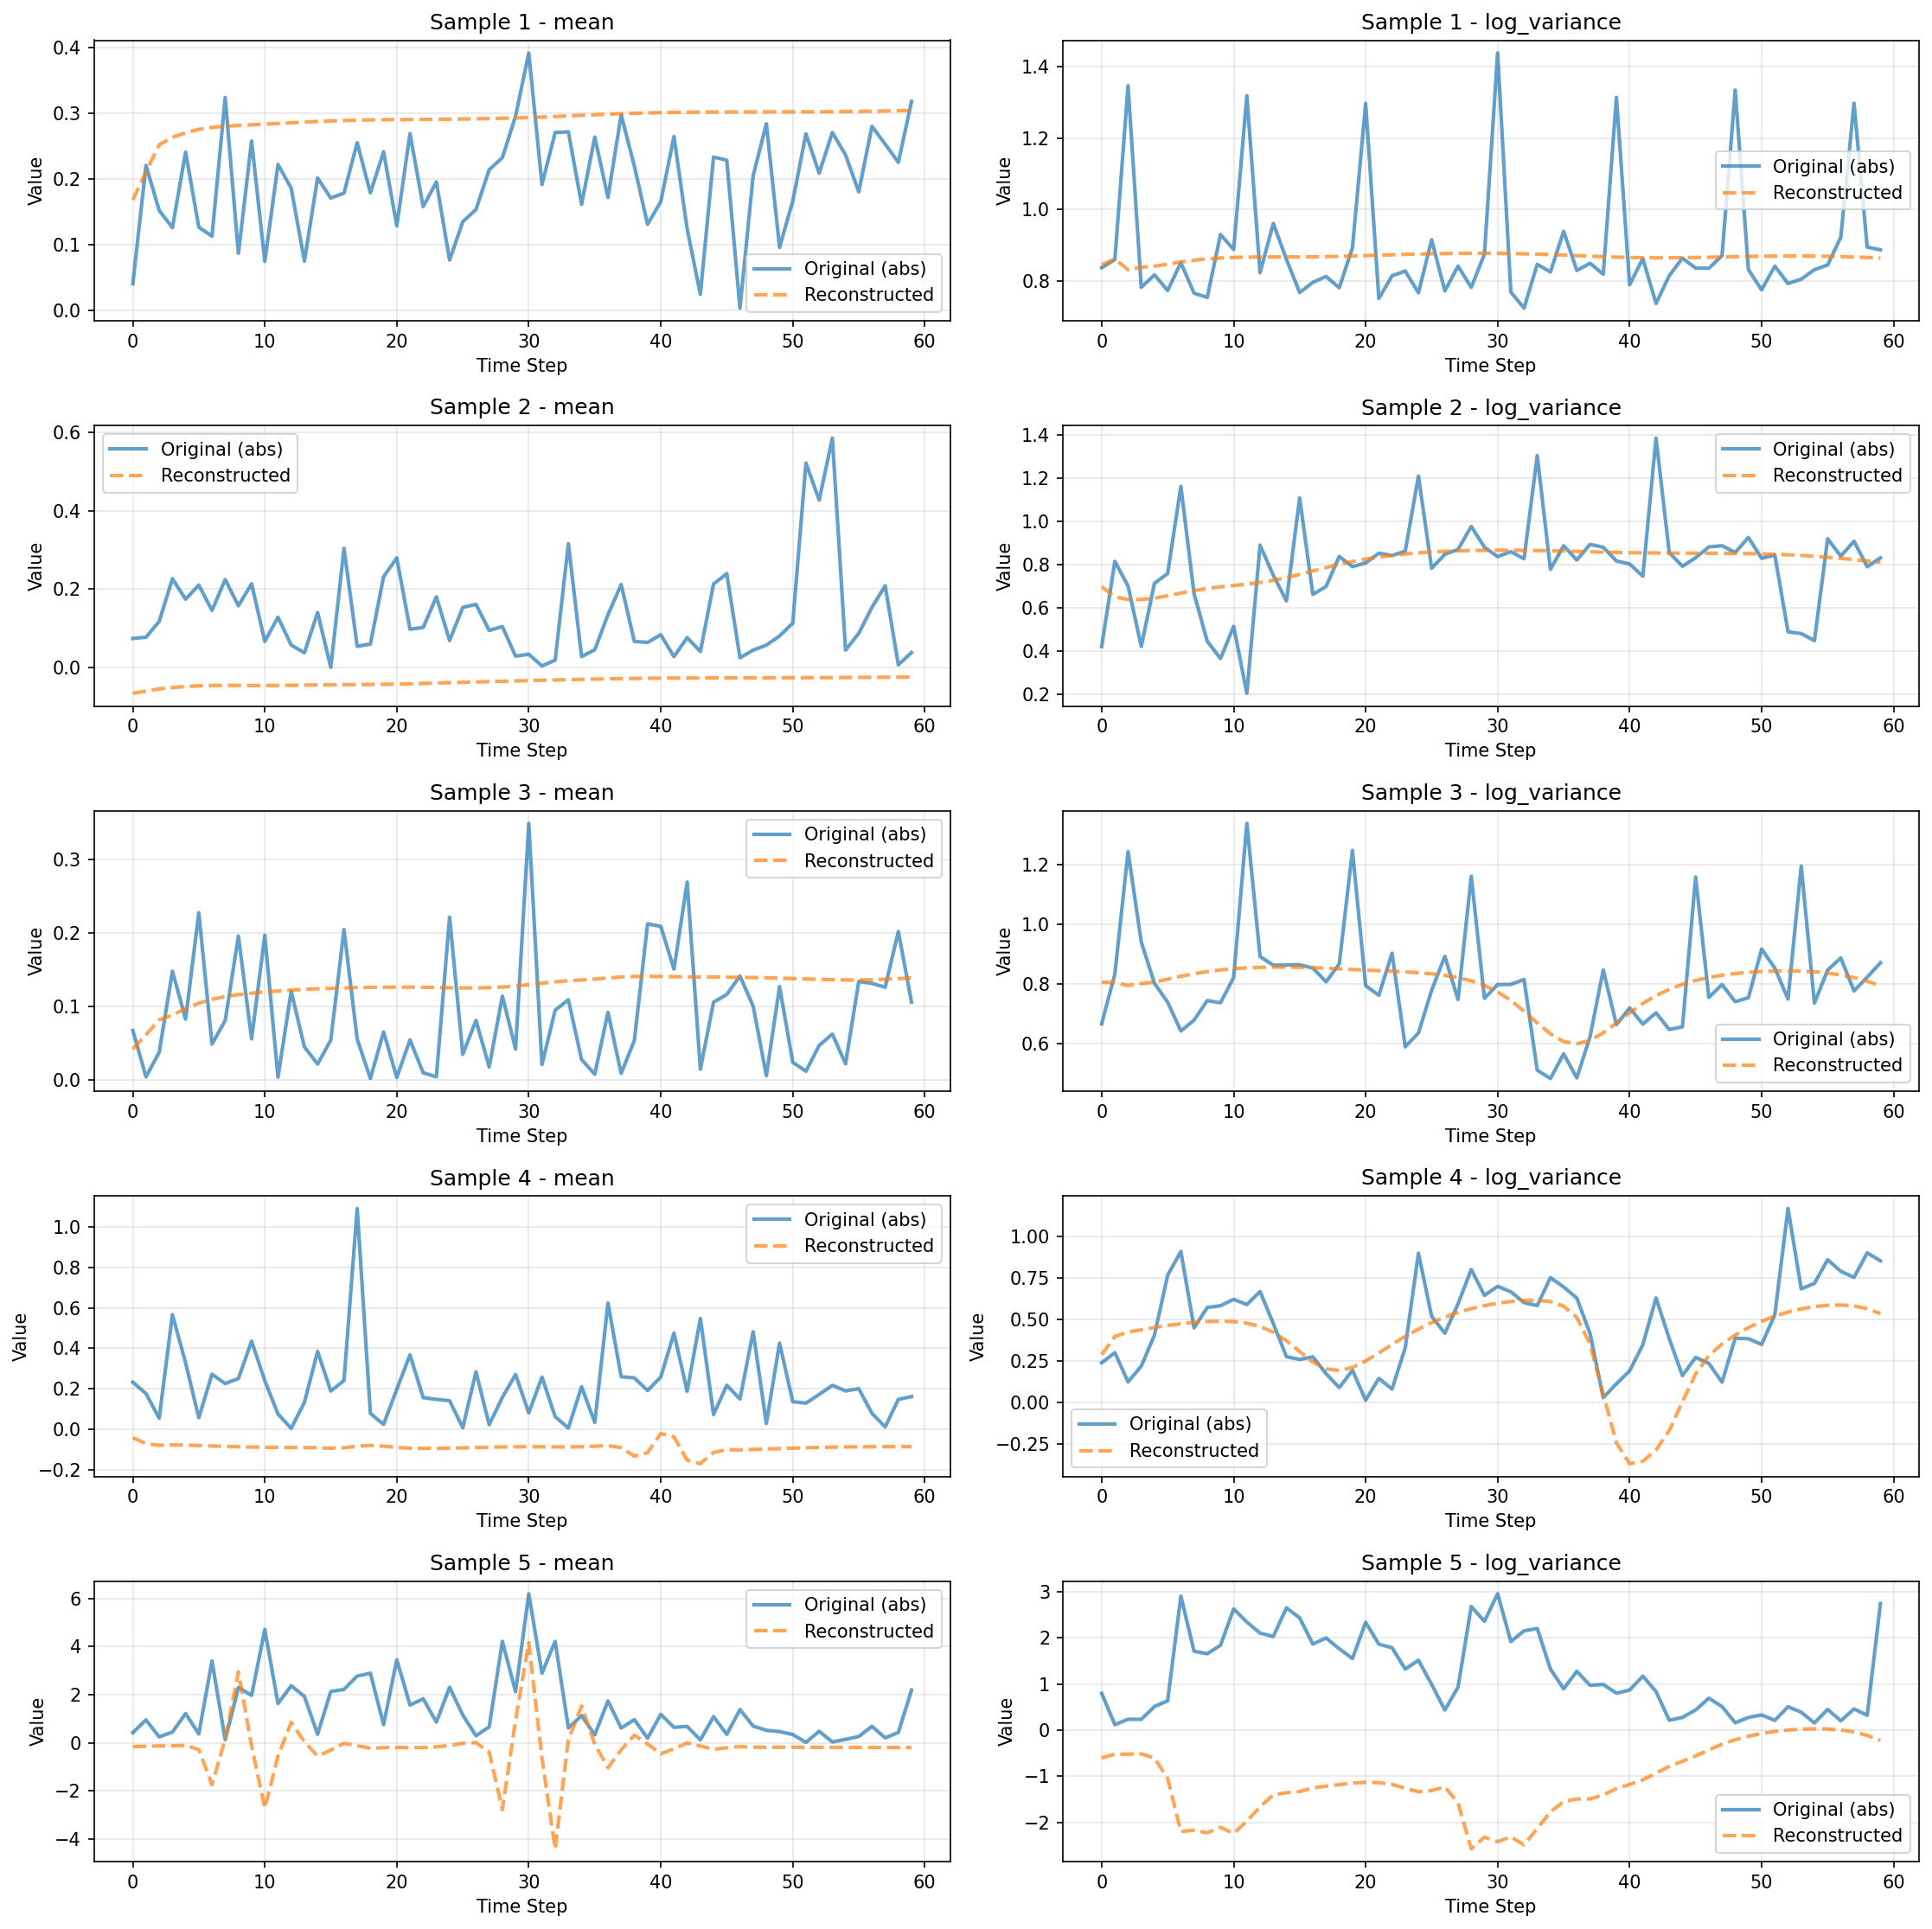 Sample 1 - mean
Value
0.4
0.3
0.2
0.1
0.0
Original (abs)
Reconstructed
0 10 20 30 40 50 60
Time Step
Sample 1 - log_variance
Value
1.4
1.2
1.0
0.8
Original (abs)
Reconstructed
0 10 20 30 40 50 60
Time Step
Sample 2 - mean
Value
0.6
0.4
0.2
0.0
Original (abs)
Reconstructed
0 10 20 30 40 50 60
Time Step
Sample 2 - log_variance
Value
1.4
1.2
1.0
0.8
0.6
0.4
0.2
Original (abs)
Reconstructed
0 10 20 30 40 50 60
Time Step
Sample 3 - mean
Value
0.3
0.2
0.1
0.0
Original (abs)
Reconstructed
0 10 20 30 40 50 60
Time Step
Sample 3 - log_variance
Value
1.2
1.0
0.8
0.6
Original (abs)
Reconstructed
0 10 20 30 40 50 60
Time Step
Sample 4 - mean
Value
1.0
0.8
0.6
0.4
0.2
0.0
−0.2
Original (abs)
Reconstructed
0 10 20 30 40 50 60
Time Step
Sample 4 - log_variance
Value
1.00
0.75
0.50
0.25
0.00
−0.25
Original (abs)
Reconstructed
0 10 20 30 40 50 60
Time Step
Sample 5 - mean
Value
6
4
2
0
−2
−4
Original (abs)
Reconstructed
0 10 20 30 40 50 60
Time Step
Sample 5 - log_variance
Value
3
2
1
0
−1
−2
Original (abs)
Reconstructed
0 10 20 30 40 50 60
Time Step